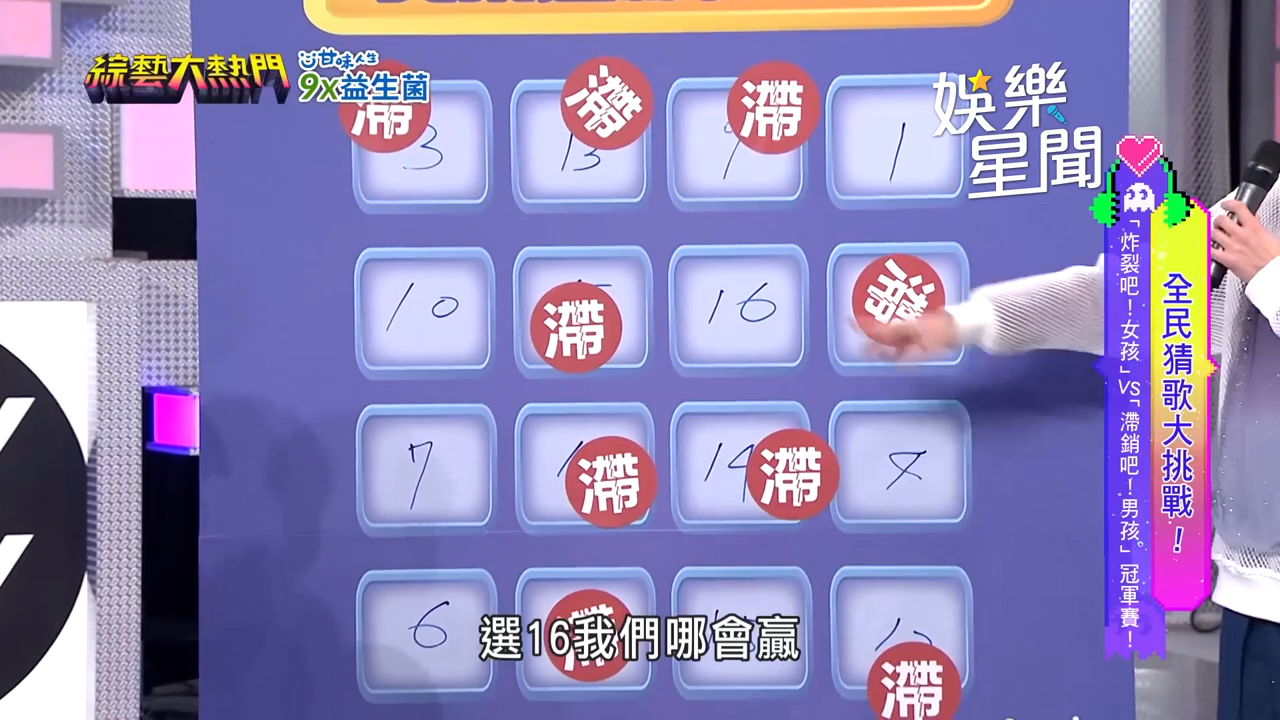 綜藝大熱門
甘味人生
9x益生菌
娛樂
星聞
滯
滯
滯
3
13
9
1
10
滯
16
滯
7
滯
14
滯
8
6
滯
滯
選16我們哪會贏
全民猜歌大挑戰！
「炸裂吧！女孩」VS「滯銷吧！男孩。」冠軍賽！